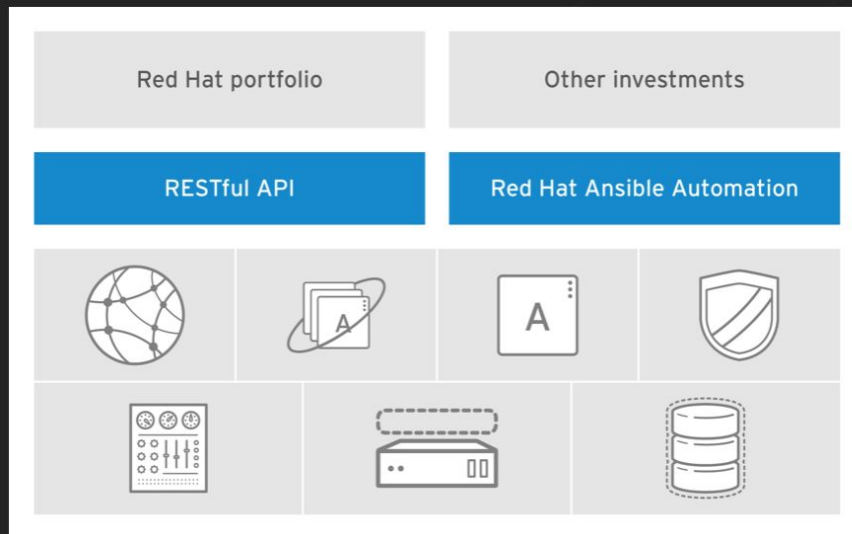 Red Hat portfolio
Other investments
RESTful API
Red Hat Ansible Automation
A
A